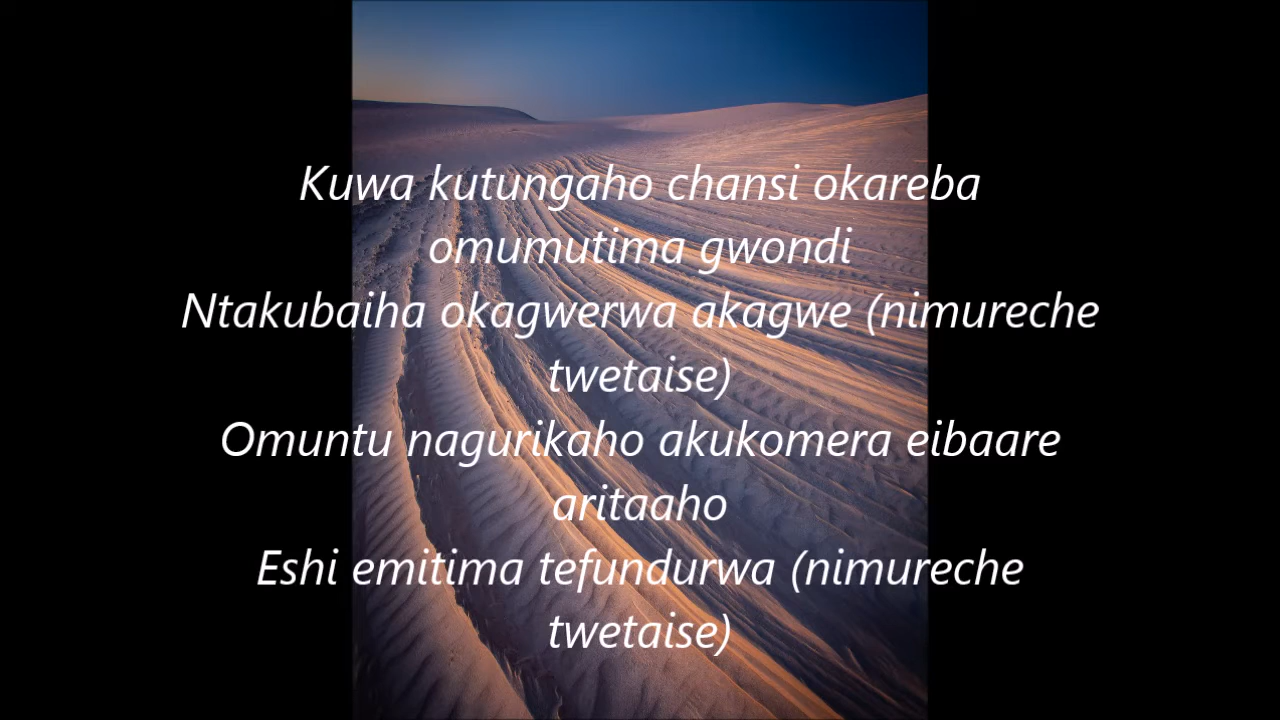 Kuwa kutungaho chansi okareba
omumutima gwondi
Ntakubaiha okagwerwa akagwe (nimureche
twetaise)
Omuntu nagurikaho akukomera eibaare
aritaaho
Eshi emitima tefundurwa (nimureche
twetaise)